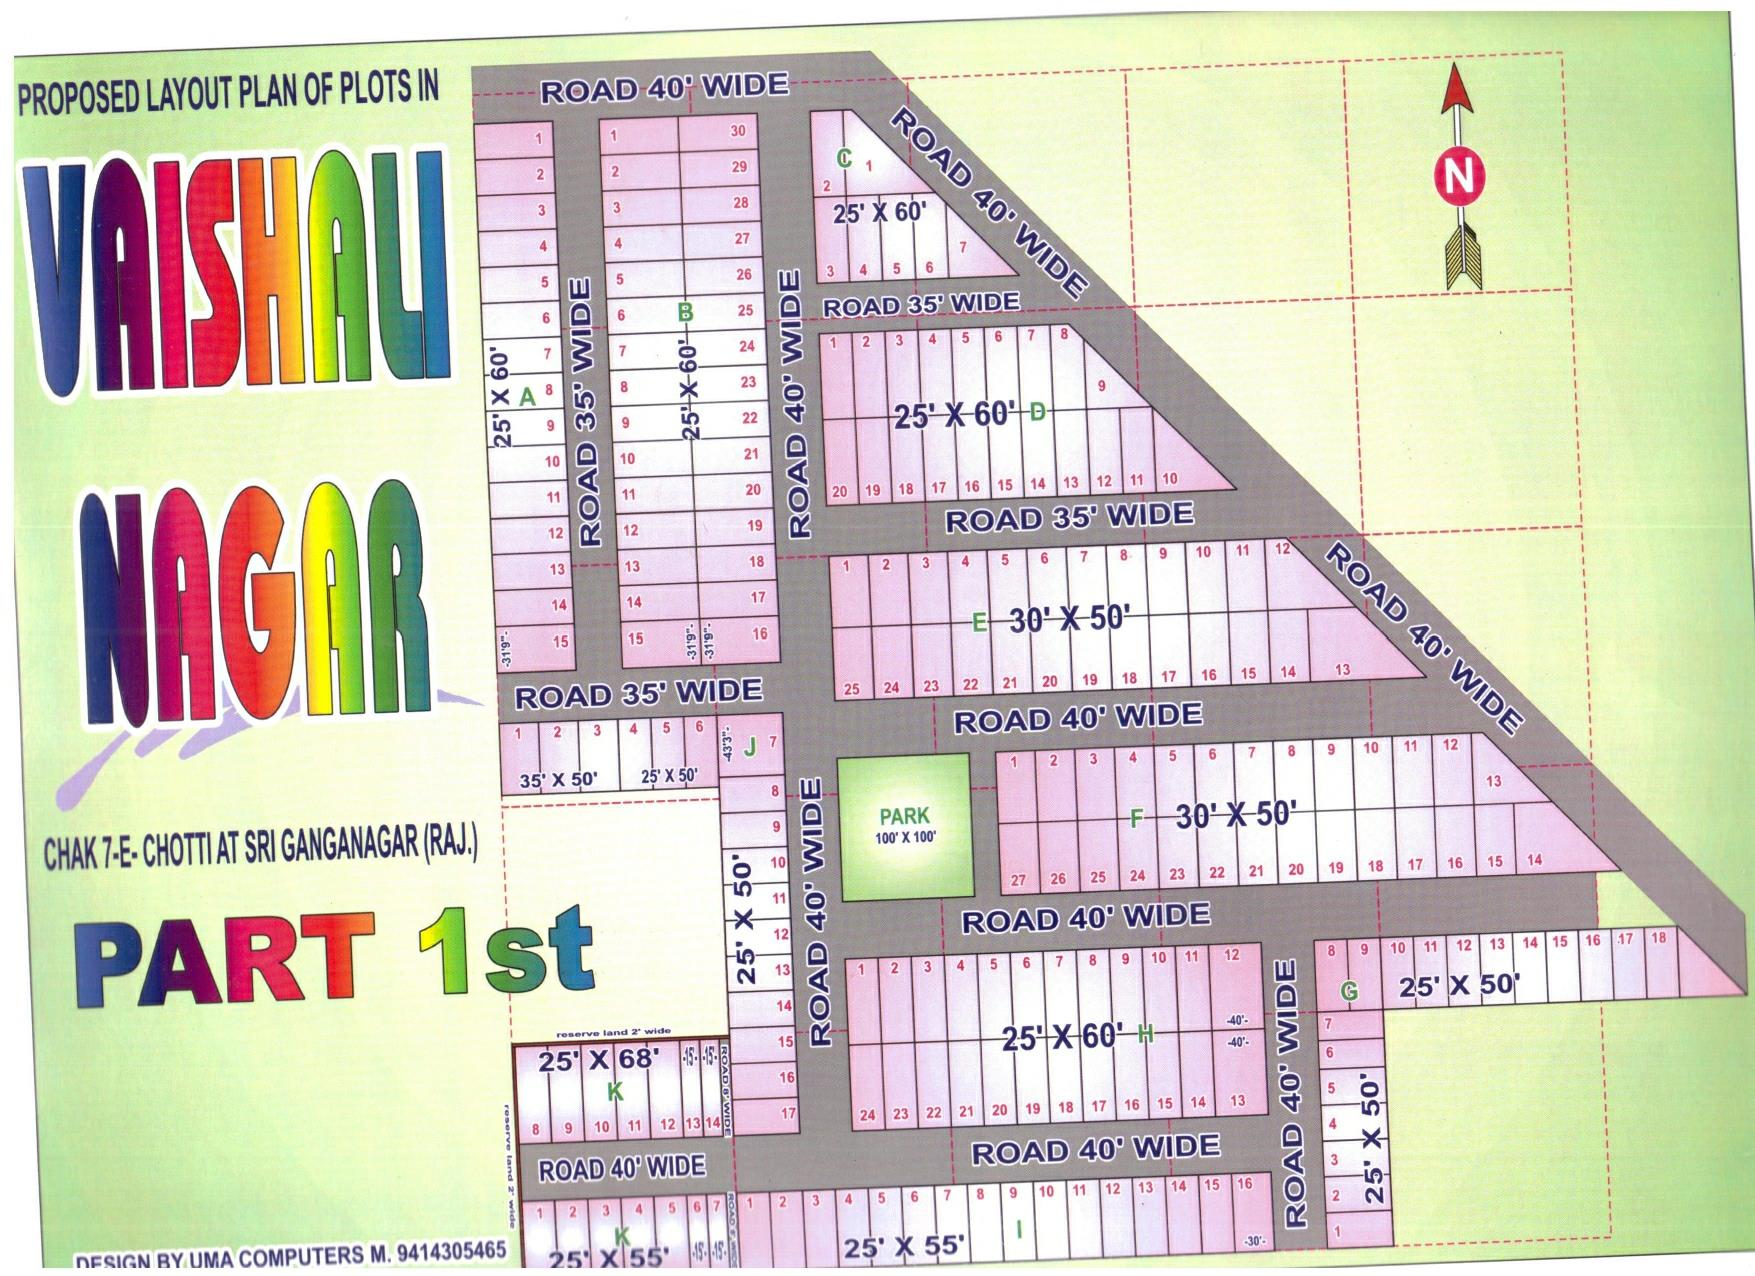 PROPOSED LAYOUT PLAN OF PLOTS IN
VAISHALI
NAGAR
CHAK 7-E- CHOTTI AT SRI GANGANAGAR (RAJ.)
PART 1st
DESIGN BY UMA COMPUTERS M. 9414305465
N
ROAD 40' WIDE
ROAD 40' WIDE
ROAD 40' WIDE
1
2
3
4
5
6
7
8
9
10
11
12
13
14
15
A
25' X 60'
-31'9"-
ROAD 35' WIDE
1 30
2 29
3 28
4 27
5 26
6 B 25
7 24
8 23
9 22
10 21
11 20
12 19
13 18
14 17
15 16
25' X 60'
-31'9"- -31'9"-
ROAD 40' WIDE
C 1
2
25' X 60'
7
3 4 5 6
ROAD 35' WIDE
1 2 3 4 5 6 7 8
9
25' X 60' D
20 19 18 17 16 15 14 13 12 11 10
ROAD 35' WIDE
1 2 3 4 5 6 7 8 9 10 11 12
E 30' X 50'
25 24 23 22 21 20 19 18 17 16 15 14 13
ROAD 35' WIDE
ROAD 40' WIDE
1 2 3 4 5 6 J 7
35' X 50' 25' X 50'
-43'3"-
8
9
10
11
12
13
14
15
16
17
25' X 50'
ROAD 40' WIDE
PARK
100' X 100'
1 2 3 4 5 6 7 8 9 10 11 12
13
F 30' X 50'
27 26 25 24 23 22 21 20 19 18 17 16 15 14
ROAD 40' WIDE
1 2 3 4 5 6 7 8 9 10 11 12
25' X 60' H
-40'-
-40'-
24 23 22 21 20 19 18 17 16 15 14 13
ROAD 40' WIDE
8 9 10 11 12 13 14 15 16 17 18
G 25' X 50'
7
6
5
4
3
2
1
25' X 50'
reserve land 2' wide
reserve land 2' wide
25' X 68' -15'- -15'-
K
8 9 10 11 12 13 14
ROAD 8' WIDE
ROAD 40' WIDE
ROAD 40' WIDE
1 2 3 4 5 6 7
K
25' X 55' -15'- -15'-
1 2 3 4 5 6 7 8 9 10 11 12 13 14 15 16
25' X 55' I
-30'-